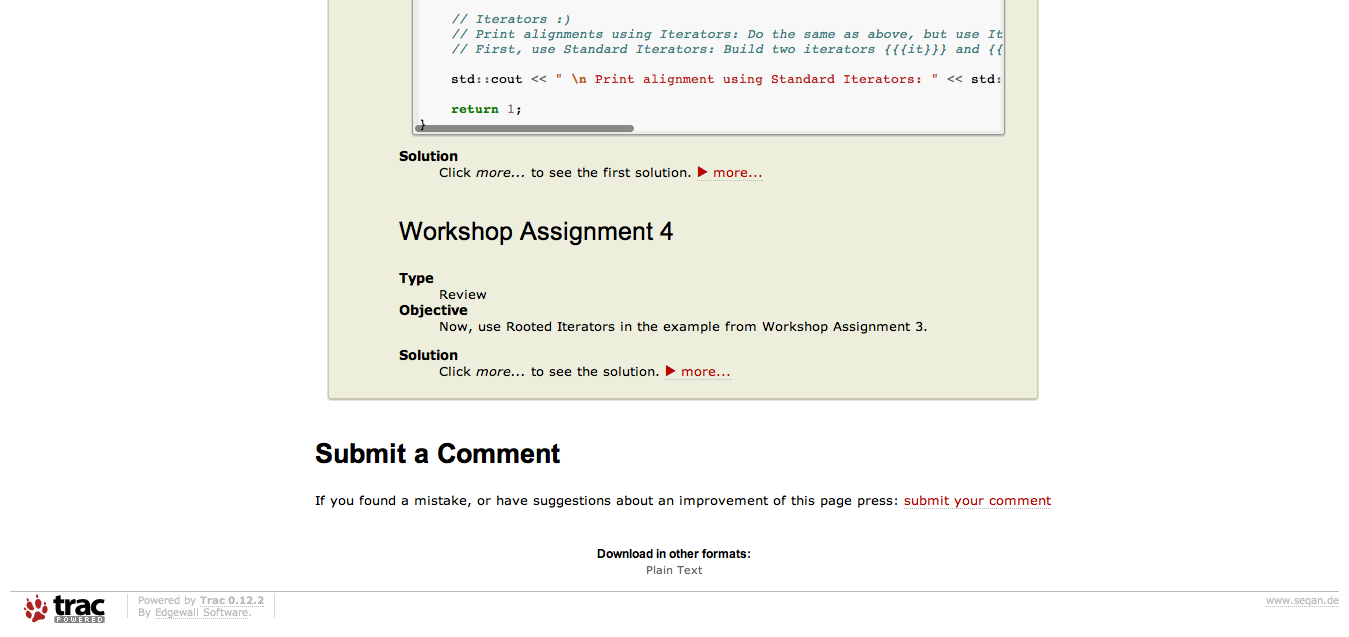 // Iterators :)
// Print alignments using Iterators: Do the same as above, but use It
// First, use Standard Iterators: Build two iterators {{{it}}} and {{
std::cout << " \n Print alignment using Standard Iterators: " << std:
return 1;
}
Solution
Click more... to see the first solution. ▶ more...
Workshop Assignment 4
Type
Review
Objective
Now, use Rooted Iterators in the example from Workshop Assignment 3.
Solution
Click more... to see the solution. ▶ more...
Submit a Comment
If you found a mistake, or have suggestions about an improvement of this page press: submit your comment
Download in other formats:
Plain Text
trac
POWERED
Powered by Trac 0.12.2
By Edgewall Software.
www.seqan.de